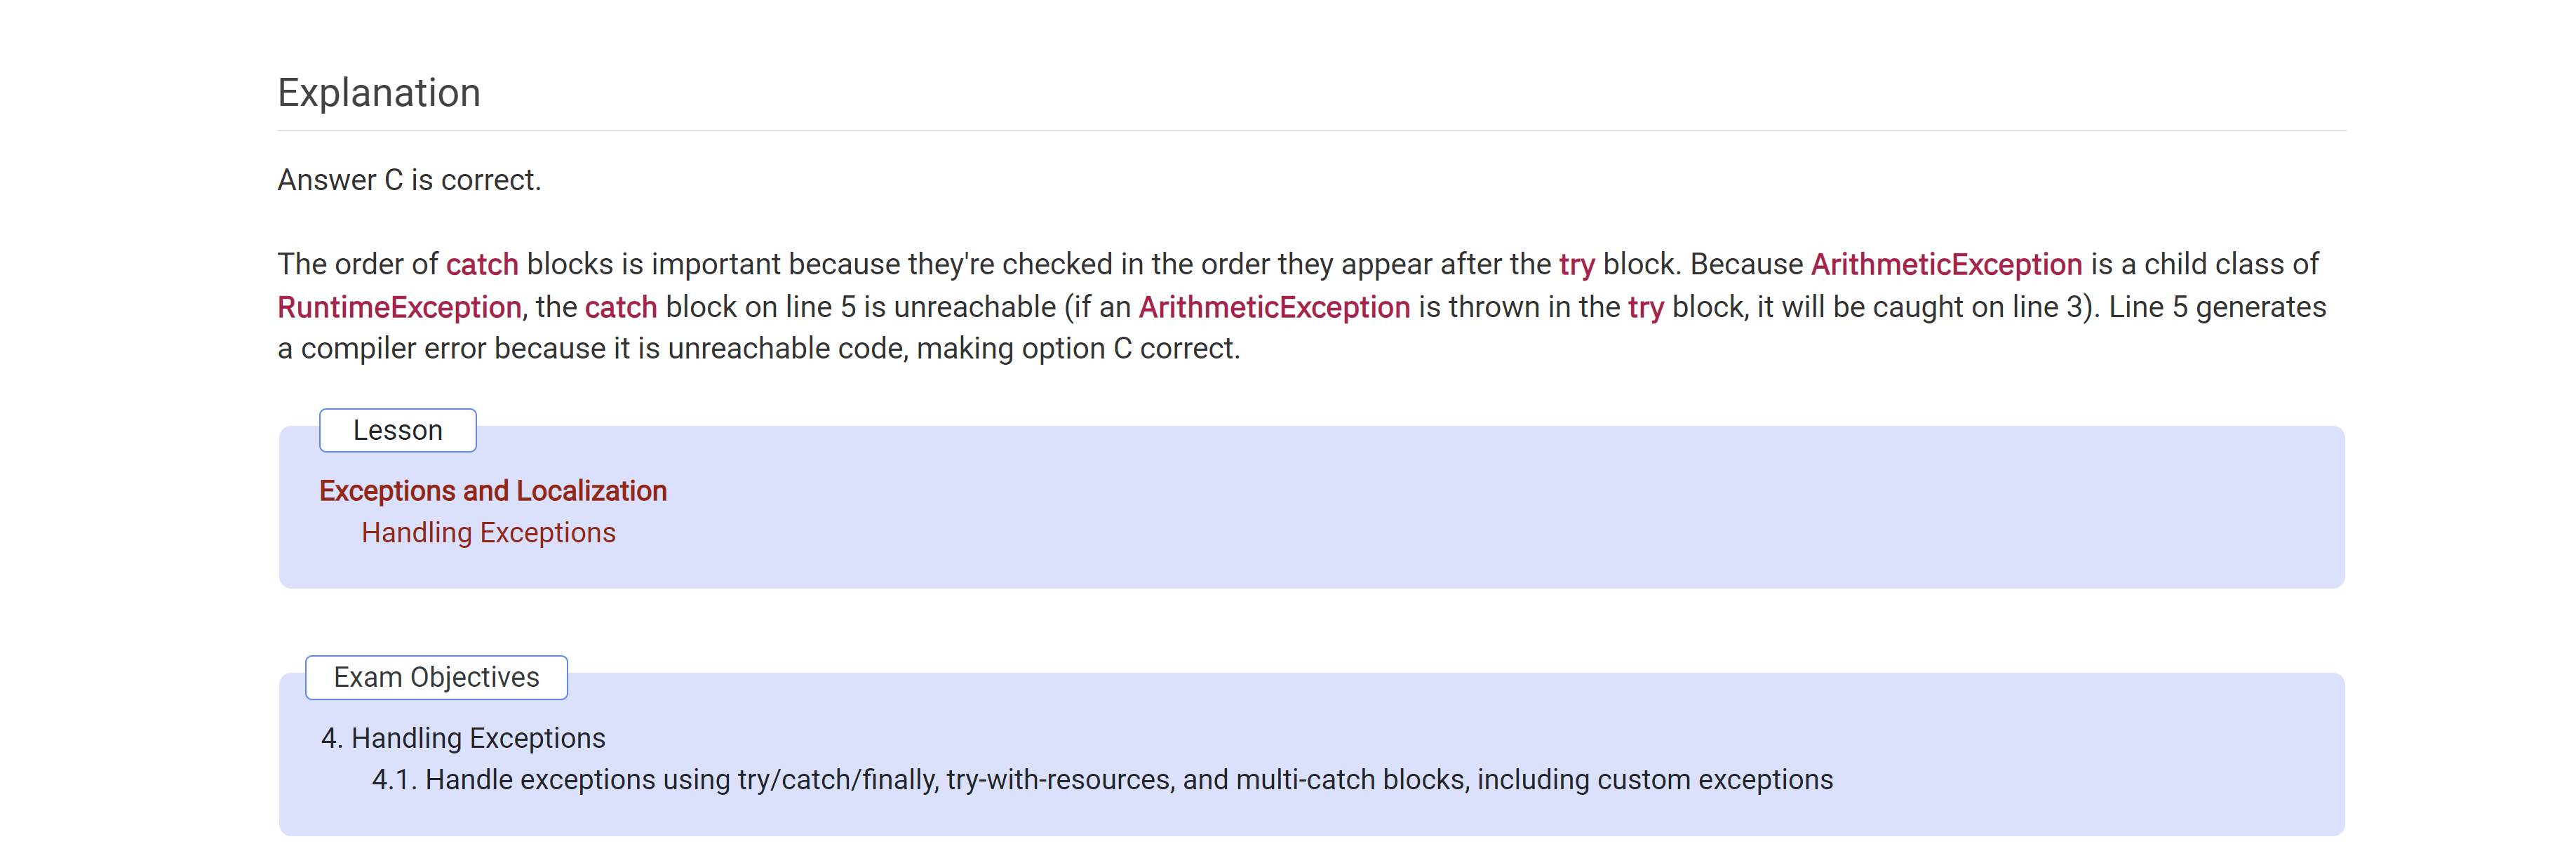 Explanation
Answer C is correct.
The order of catch blocks is important because they're checked in the order they appear after the try block. Because ArithmeticException is a child class of
RuntimeException, the catch block on line 5 is unreachable (if an ArithmeticException is thrown in the try block, it will be caught on line 3). Line 5 generates
a compiler error because it is unreachable code, making option C correct.
Lesson
Exceptions and Localization
Handling Exceptions
Exam Objectives
4. Handling Exceptions
4.1. Handle exceptions using try/catch/finally, try-with-resources, and multi-catch blocks, including custom exceptions